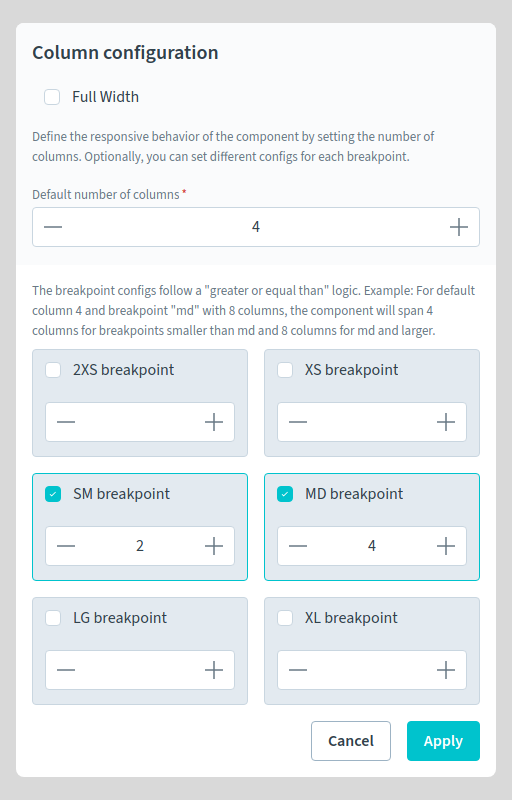 Column configuration
Full Width
Define the responsive behavior of the component by setting the number of
columns. Optionally, you can set different configs for each breakpoint.
Default number of columns *
4
The breakpoint configs follow a "greater or equal than" logic. Example: For default
column 4 and breakpoint "md" with 8 columns, the component will span 4
columns for breakpoints smaller than md and 8 columns for md and larger.
2XS breakpoint
XS breakpoint
SM breakpoint
2
MD breakpoint
4
LG breakpoint
XL breakpoint
Cancel
Apply